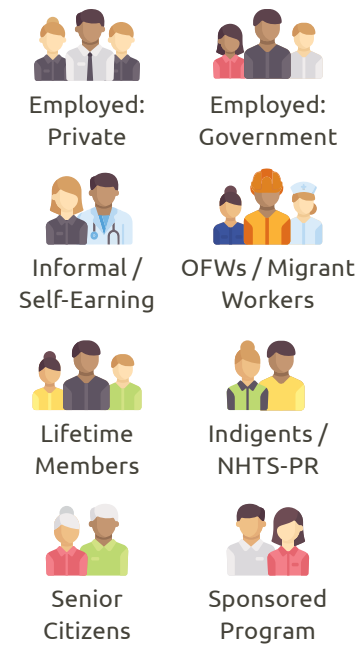 Employed:
Private
Employed:
Government
Informal /
Self-Earning
OFWs / Migrant
Workers
Lifetime
Members
Indigents /
NHTS-PR
Senior
Citizens
Sponsored
Program